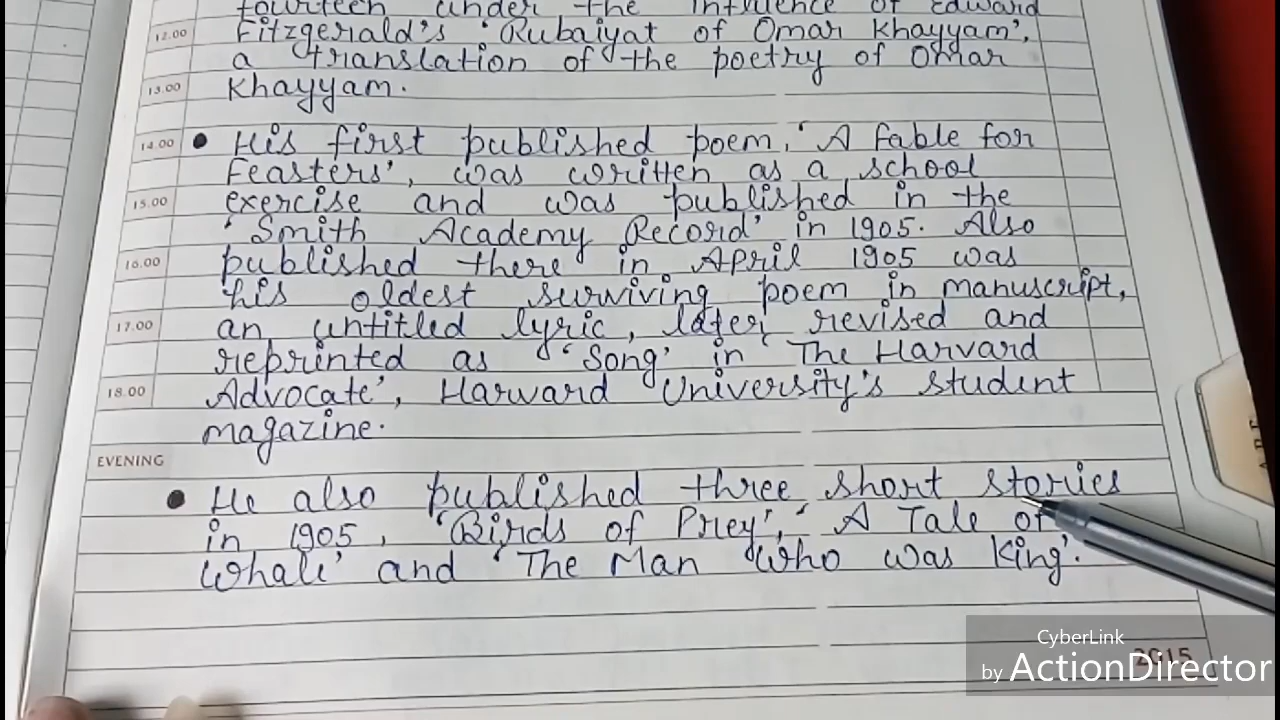 fourteen under the influence of Edward
12.00
Fitzgerald's 'Rubaiyat of Omar Khayyam',
a translation of the poetry of Omar
13.00
Khayyam.
14.00
• His first published poem, 'A Fable for
Feasters', was written as a school
15.00
exercise and was published in the
'Smith Academy Record' in 1905. Also
16.00
published there in April 1905 was
his oldest surviving poem in manuscript,
17.00
an untitled lyric, later revised and
reprinted as 'Song' in 'The Harvard
18.00
Advocate', Harvard University's student
magazine.
EVENING
• He also published three short stories
in 1905, 'Birds of Prey', 'A Tale of
Whale' and 'The Man Who was King'.
2015
CyberLink
by ActionDirector